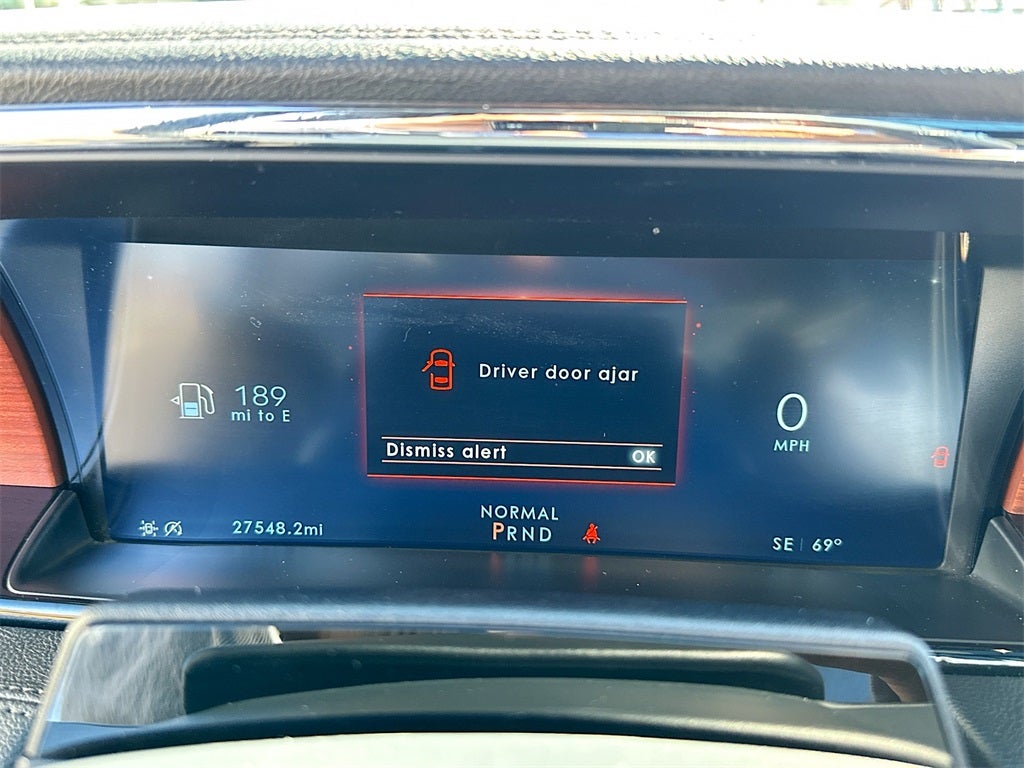 Driver door ajar
189
mi to E
Dismiss alert OK
0
MPH
NORMAL
PRND
27548.2mi
SE | 69°